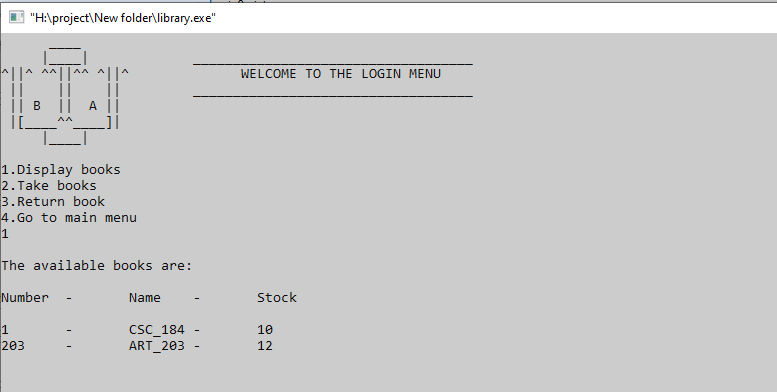 "H:\project\New folder\library.exe"
WELCOME TO THE LOGIN MENU
B A
1.Display books
2.Take books
3.Return book
4.Go to main menu
1
The available books are:
Number - Name - Stock
1 - CSC_184 - 10
203 - ART_203 - 12